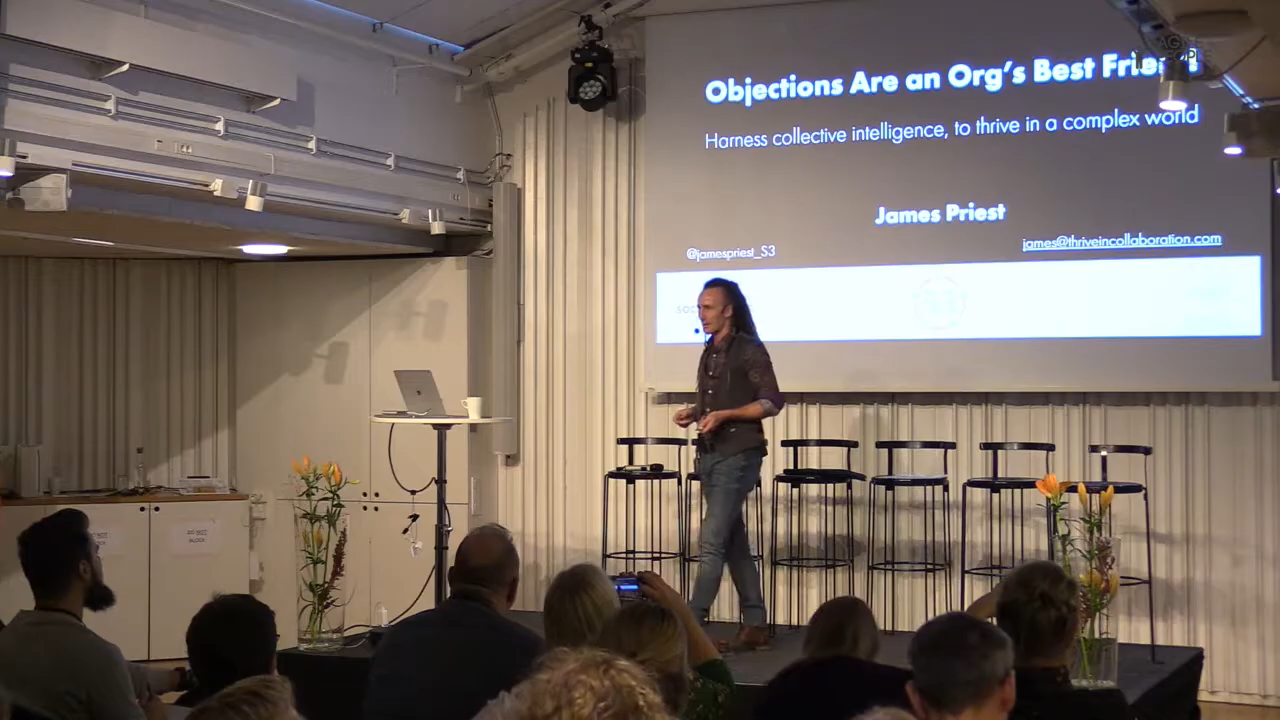 Objections Are an Org's Best Friend
Harness collective intelligence, to thrive in a complex world
James Priest
@jamespriest_S3
james@thriveincollaboration.com